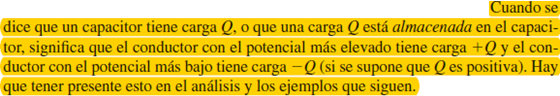 Cuando se
dice que un capacitor tiene carga Q, o que una carga Q está almacenada en el capaci-
tor, significa que el conductor con el potencial más elevado tiene carga +Q y el con-
ductor con el potencial más bajo tiene carga −Q (si se supone que Q es positiva). Hay
que tener presente esto en el análisis y los ejemplos que siguen.